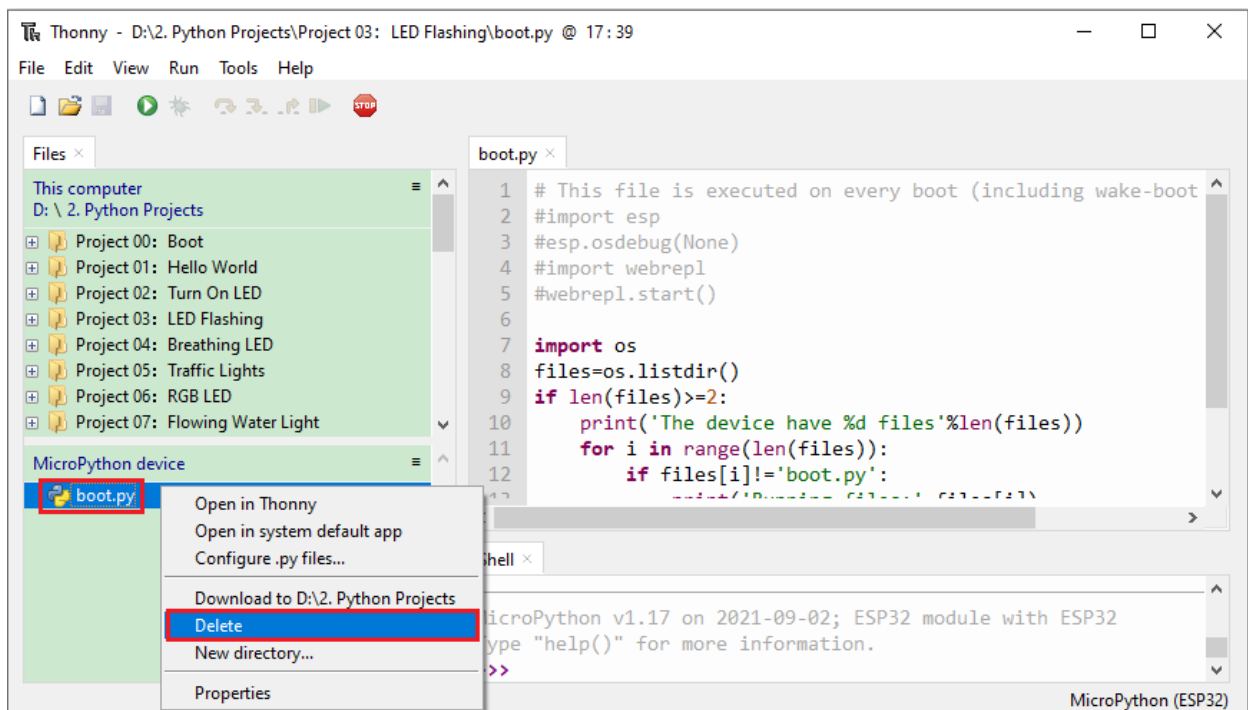 Thonny - D:\2. Python Projects\Project 03: LED Flashing\boot.py @ 17:39
File Edit View Run Tools Help
STOP
Files
This computer
D: \ 2. Python Projects
Project 00: Boot
Project 01: Hello World
Project 02: Turn On LED
Project 03: LED Flashing
Project 04: Breathing LED
Project 05: Traffic Lights
Project 06: RGB LED
Project 07: Flowing Water Light
MicroPython device
boot.py
Open in Thonny
Open in system default app
Configure .py files...
Download to D:\2. Python Projects
Delete
New directory...
Properties
boot.py
1 # This file is executed on every boot (including wake-boot
2 #import esp
3 #esp.osdebug(None)
4 #import webrepl
5 #webrepl.start()
6
7 import os
8 files=os.listdir()
9 if len(files)>=2:
10 print('The device have %d files'%len(files))
11 for i in range(len(files)):
12 if files[i]!='boot.py':
print('Running files:',files[i])
hell
icroPython v1.17 on 2021-09-02; ESP32 module with ESP32
ype "help()" for more information.
>>
MicroPython (ESP32)